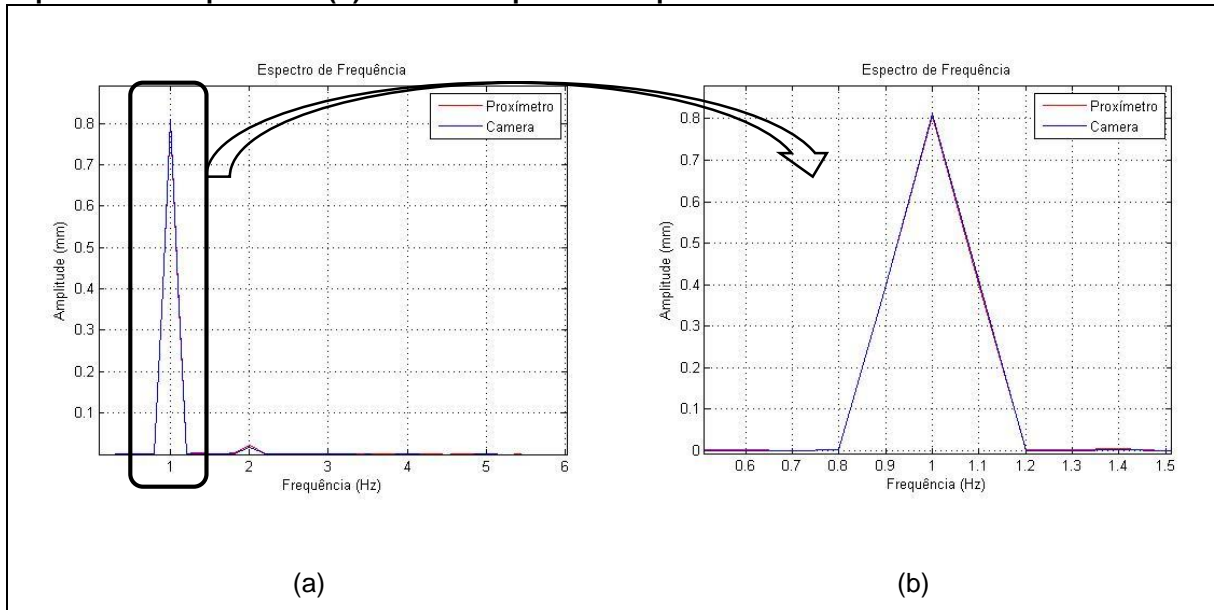 Espectro de Frequência
Proxímetro
Camera
0.8
0.7
0.6
0.5
0.4
0.3
0.2
0.1
Amplitude (mm)
1 2 3 4 5 6
Frequência (Hz)
(a)
Espectro de Frequência
Proxímetro
Camera
0.8
0.7
0.6
0.5
0.4
0.3
0.2
0.1
0
Amplitude (mm)
0.6 0.7 0.8 0.9 1 1.1 1.2 1.3 1.4 1.5
Frequência (Hz)
(b)